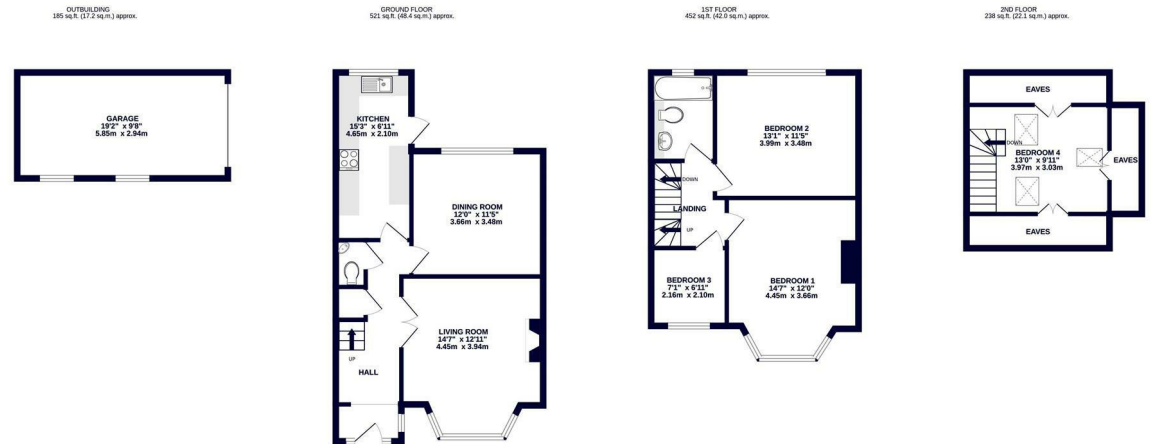 OUTBUILDING
185 sq.ft. (17.2 sq.m.) approx.
GARAGE
19'2" x 9'8"
5.85m x 2.94m
GROUND FLOOR
521 sq.ft. (48.4 sq.m.) approx.
KITCHEN
15'3" x 6'11"
4.65m x 2.10m
DINING ROOM
12'0" x 11'5"
3.66m x 3.48m
LIVING ROOM
14'7" x 12'11"
4.45m x 3.94m
UP
HALL
1ST FLOOR
452 sq.ft. (42.0 sq.m.) approx.
BEDROOM 2
13'1" x 11'5"
3.99m x 3.48m
DOWN
LANDING
UP
BEDROOM 3
7'1" x 6'11"
2.16m x 2.10m
BEDROOM 1
14'7" x 12'0"
4.45m x 3.66m
2ND FLOOR
238 sq.ft. (22.1 sq.m.) approx.
EAVES
DOWN
BEDROOM 4
13'0" x 9'11"
3.97m x 3.03m
EAVES
EAVES